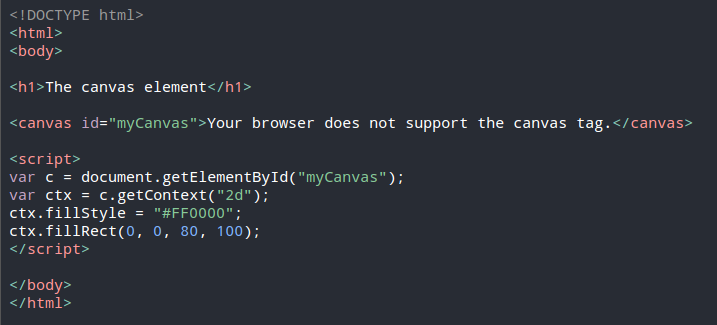 <!DOCTYPE html>
<html>
<body>
<h1>The canvas element</h1>
<canvas id="myCanvas">Your browser does not support the canvas tag.</canvas>
<script>
var c = document.getElementById("myCanvas");
var ctx = c.getContext("2d");
ctx.fillStyle = "#FF0000";
ctx.fillRect(0, 0, 80, 100);
</script>
</body>
</html>